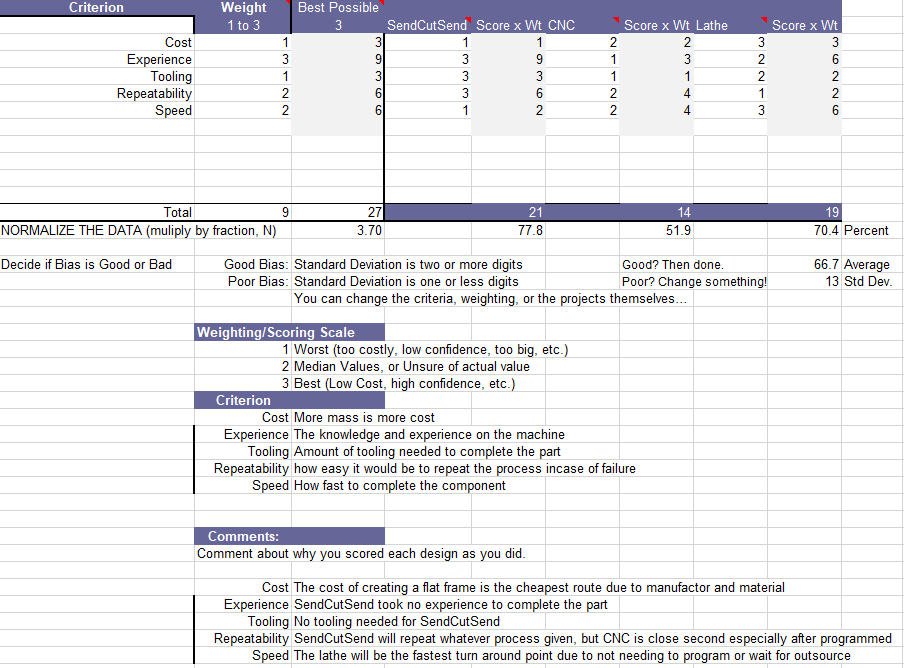 Criterion Weight Best Possible
1 to 3 3 SendCutSend Score x Wt CNC Score x Wt Lathe Score x Wt
Cost 1 3 1 1 2 2 3 3
Experience 3 9 3 9 1 3 2 6
Tooling 1 3 3 3 1 1 2 2
Repeatability 2 6 3 6 2 4 1 2
Speed 2 6 1 2 2 4 3 6
Total 9 27 21 14 19
NORMALIZE THE DATA (muliply by fraction, N) 3.70 77.8 51.9 70.4 Percent
Decide if Bias is Good or Bad Good Bias: Standard Deviation is two or more digits Good? Then done. 66.7 Average
Poor Bias: Standard Deviation is one or less digits Poor? Change something! 13 Std Dev.
You can change the criteria, weighting, or the projects themselves...
Weighting/Scoring Scale
1 Worst (too costly, low confidence, too big, etc.)
2 Median Values, or Unsure of actual value
3 Best (Low Cost, high confidence, etc.)
Criterion
Cost More mass is more cost
Experience The knowledge and experience on the machine
Tooling Amount of tooling needed to complete the part
Repeatability how easy it would be to repeat the process incase of failure
Speed How fast to complete the component
Comments:
Comment about why you scored each design as you did.
Cost The cost of creating a flat frame is the cheapest route due to manufactor and material
Experience SendCutSend took no experience to complete the part
Tooling No tooling needed for SendCutSend
Repeatability SendCutSend will repeat whatever process given, but CNC is close second especially after programmed
Speed The lathe will be the fastest turn around point due to not needing to program or wait for outsource